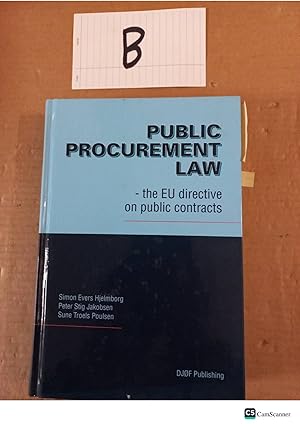 B
PUBLIC
PROCUREMENT
LAW
- the EU directive
on public contracts
Simon Evers Hjelmborg
Peter Stig Jakobsen
Sune Troels Poulsen
DJØF Publishing
CS CamScanner